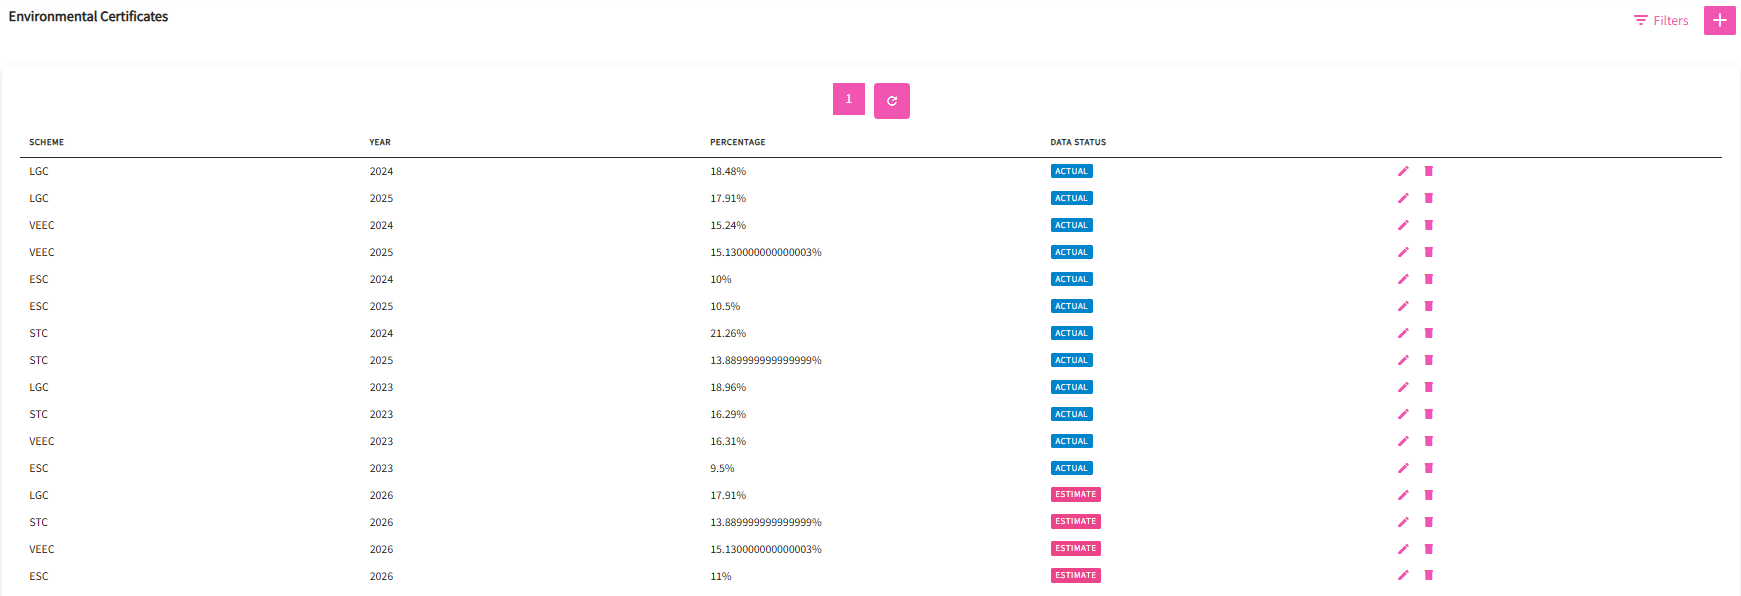 Environmental Certificates
Filters
1
SCHEME YEAR PERCENTAGE DATA STATUS
LGC 2024 18.48% ACTUAL
LGC 2025 17.91% ACTUAL
VEEC 2024 15.24% ACTUAL
VEEC 2025 15.130000000000003% ACTUAL
ESC 2024 10% ACTUAL
ESC 2025 10.5% ACTUAL
STC 2024 21.26% ACTUAL
STC 2025 13.889999999999999% ACTUAL
LGC 2023 18.96% ACTUAL
STC 2023 16.29% ACTUAL
VEEC 2023 16.31% ACTUAL
ESC 2023 9.5% ACTUAL
LGC 2026 17.91% ESTIMATE
STC 2026 13.889999999999999% ESTIMATE
VEEC 2026 15.130000000000003% ESTIMATE
ESC 2026 11% ESTIMATE